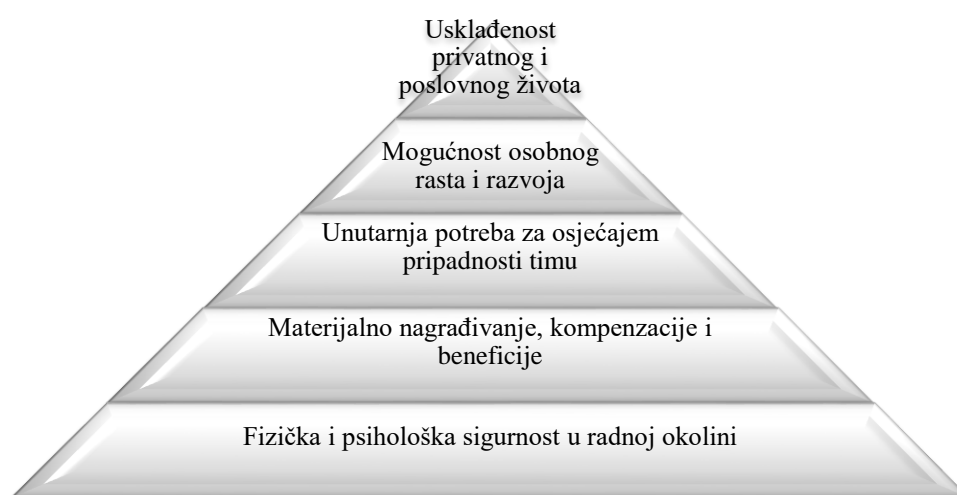 Usklađenost
privatnog i
poslovnog života
Mogućnost osobnog
rasta i razvoja
Unutarnja potreba za osjećajem
pripadnosti timu
Materijalno nagrađivanje, kompenzacije i
beneficije
Fizička i psihološka sigurnost u radnoj okolini